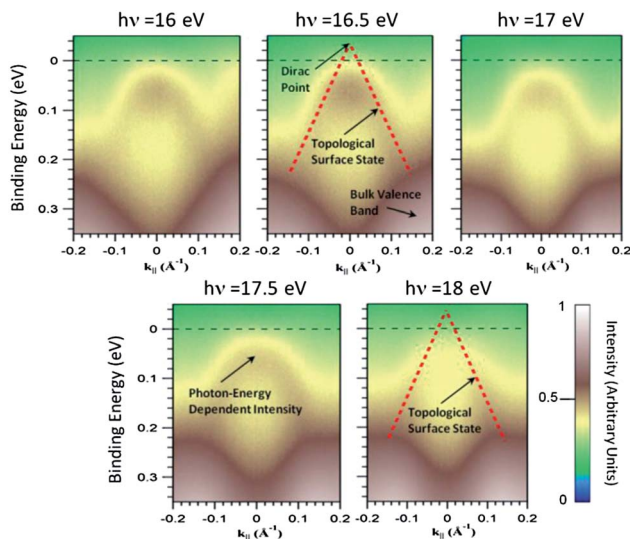 hν =16 eV
hν =16.5 eV
hν =17 eV
Binding Energy (eV)
0
0.1
0.2
0.3
Dirac
Point
Topological
Surface State
Bulk Valence
Band
-0.2 -0.1 0 0.1 0.2
-0.2 -0.1 0 0.1 0.2
-0.2 -0.1 0 0.1 0.2
k|| (Å⁻¹)
k|| (Å⁻¹)
k|| (Å⁻¹)
hν =17.5 eV
hν =18 eV
Binding Energy (eV)
0
0.1
0.2
0.3
Photon-Energy
Dependent Intensity
Topological
Surface State
-0.2 -0.1 0 0.1 0.2
-0.2 -0.1 0 0.1 0.2
k|| (Å⁻¹)
k|| (Å⁻¹)
1
0.5
0
Intensity (Arbitrary Units)